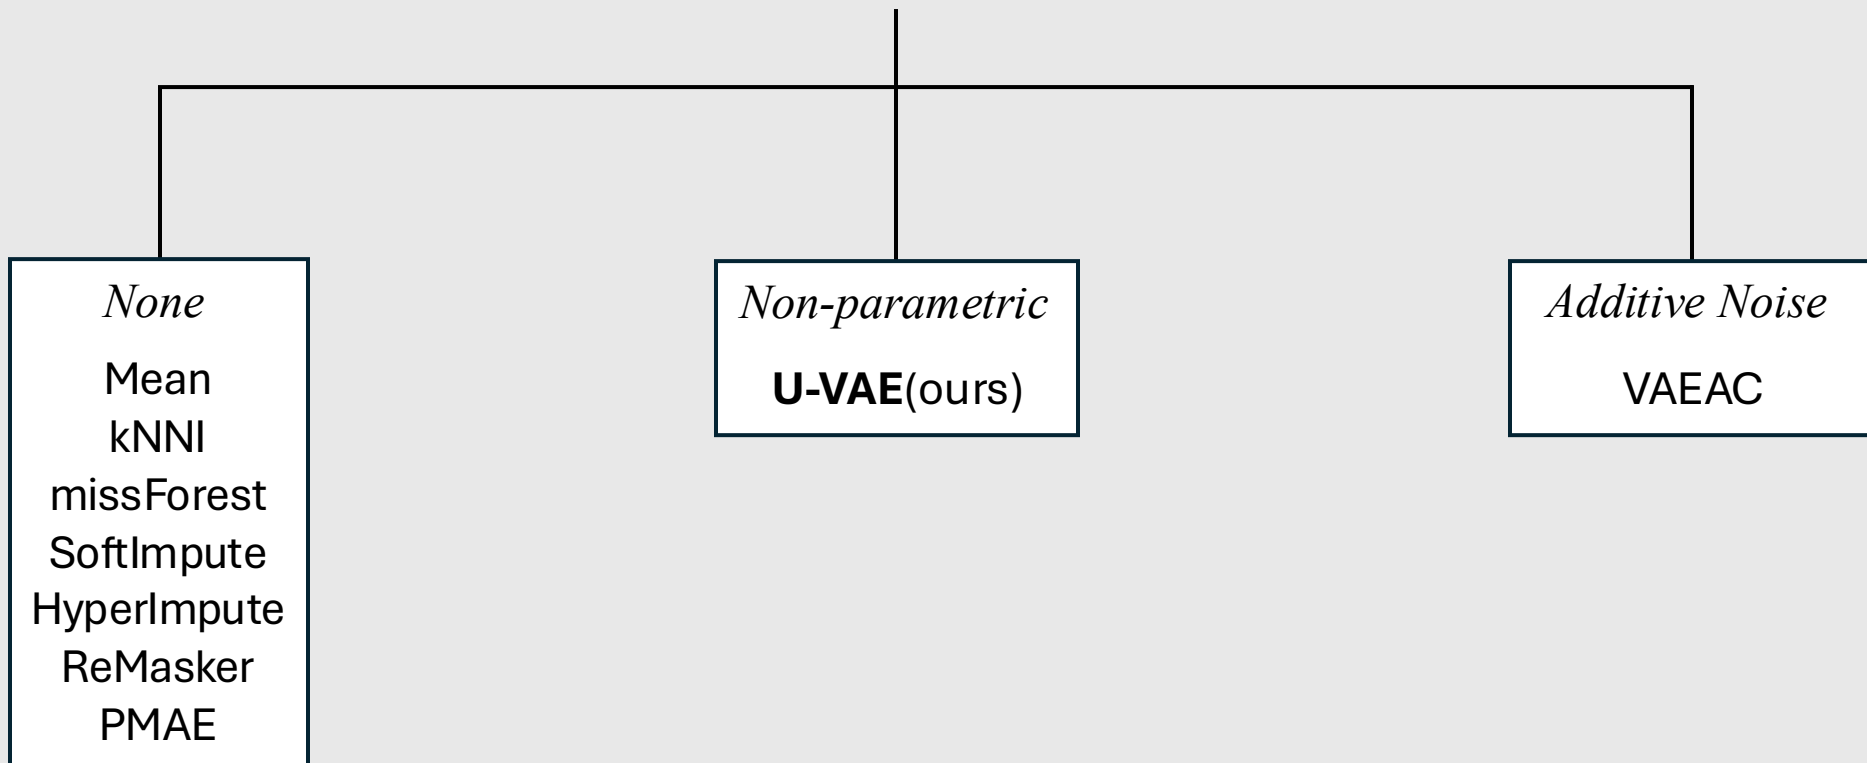 None
Mean
kNNI
missForest
SoftImpute
HyperImpute
ReMasker
PMAE
Non-parametric
U-VAE(ours)
Additive Noise
VAEAC